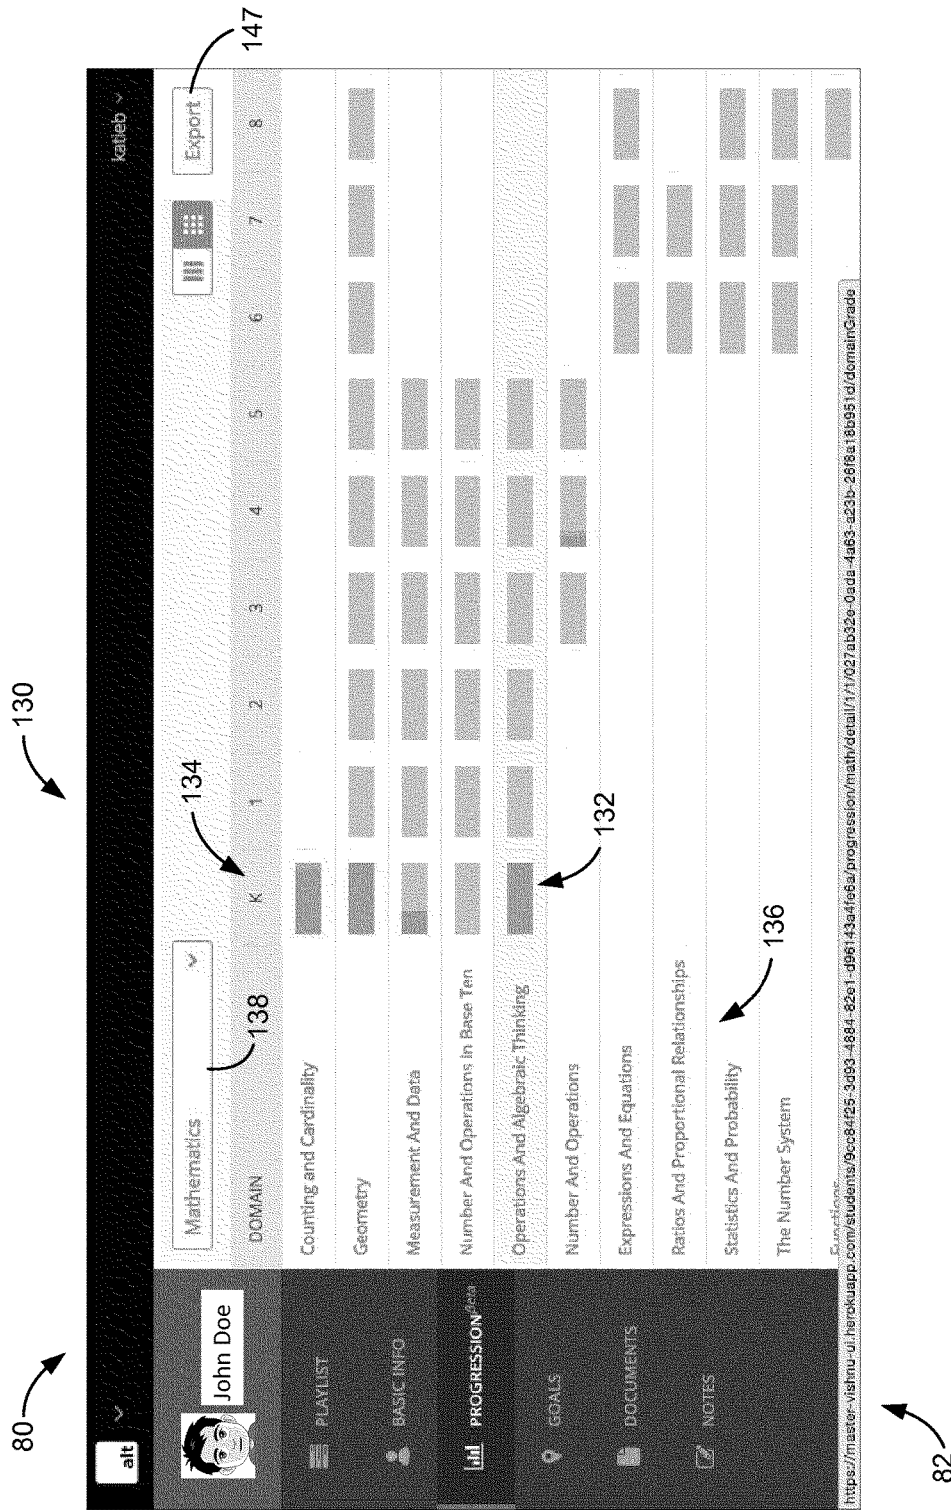 80
130
alt
katieb
John Doe
Mathematics
138
134
Export
147
DOMAIN K 1 2 3 4 5 6 7 8
PLAYLIST
BASIC INFO
PROGRESSION Beta
GOALS
DOCUMENTS
NOTES
Counting and Cardinality
Geometry
Measurement And Data
Number And Operations In Base Ten
Operations And Algebraic Thinking
132
Number And Operations
Expressions And Equations
Ratios And Proportional Relationships
136
Statistics And Probability
The Number System
Functions
https://master-vishnu-ui.herokuapp.com/students/9cc84f25-3d93-4884-82e1-d96143a4fe6a/progression/math/detail/1/1/027ab32e-0ada-4a63-a23b-26f8a18b951d/domainGrade
82